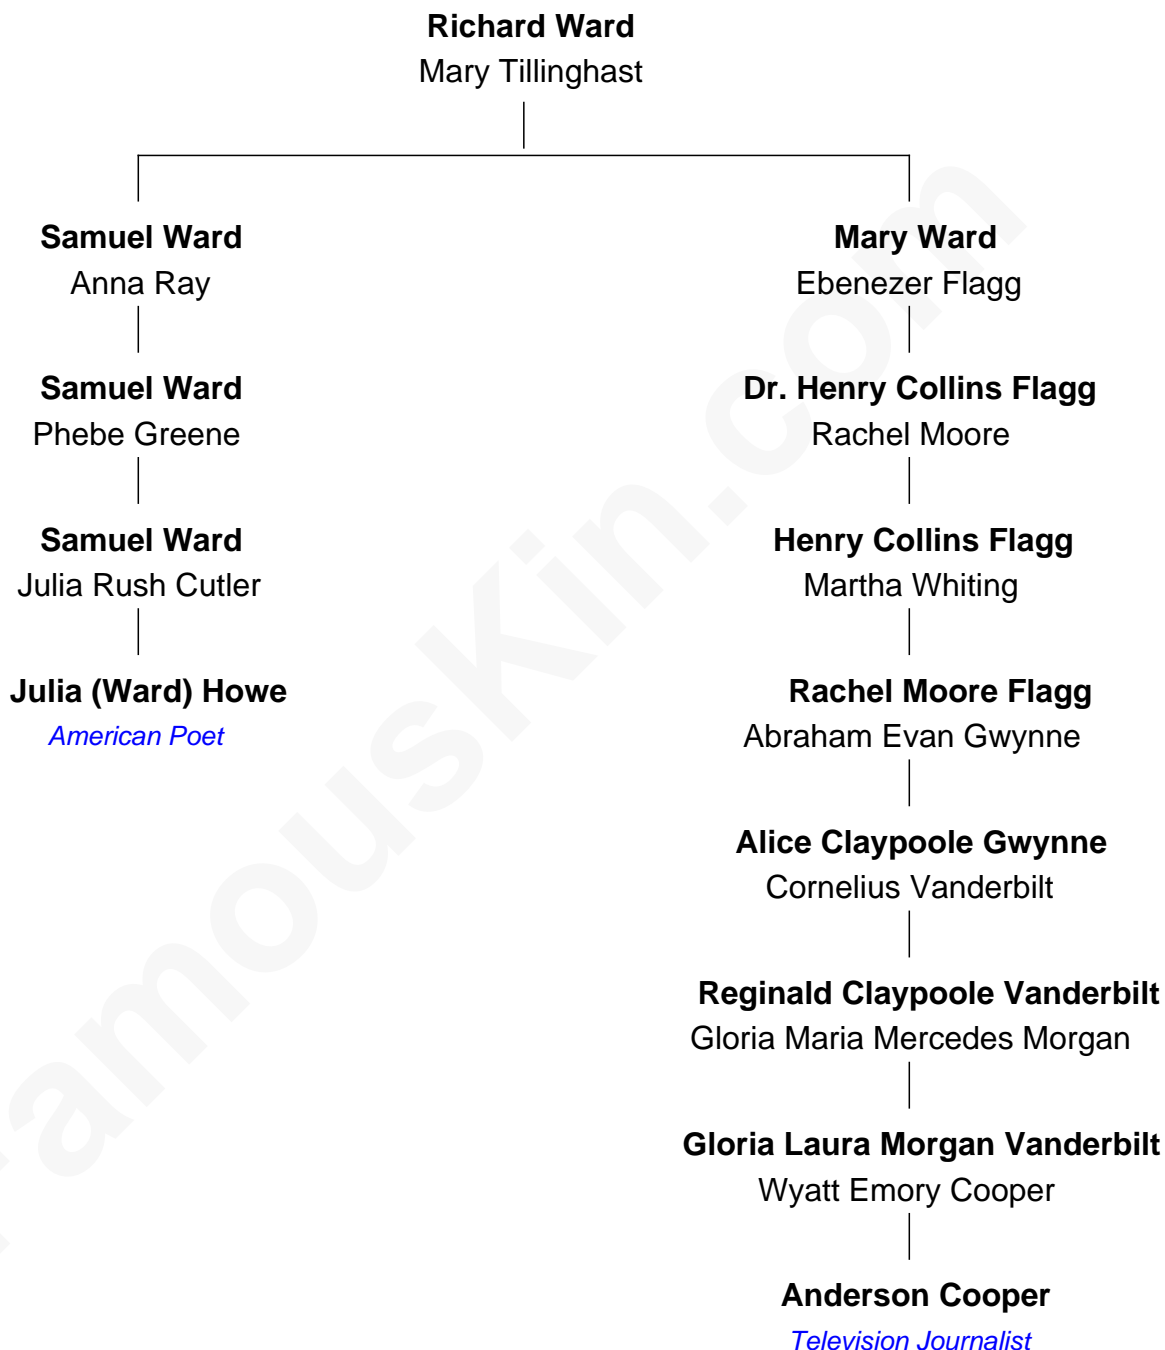 Richard Ward
Mary Tillinghast
Samuel Ward
Anna Ray
Samuel Ward
Phebe Greene
Samuel Ward
Julia Rush Cutler
Julia (Ward) Howe
American Poet
Mary Ward
Ebenezer Flagg
Dr. Henry Collins Flagg
Rachel Moore
Henry Collins Flagg
Martha Whiting
Rachel Moore Flagg
Abraham Evan Gwynne
Alice Claypoole Gwynne
Cornelius Vanderbilt
Reginald Claypoole Vanderbilt
Gloria Maria Mercedes Morgan
Gloria Laura Morgan Vanderbilt
Wyatt Emory Cooper
Anderson Cooper
Television Journalist
FamousKin.com